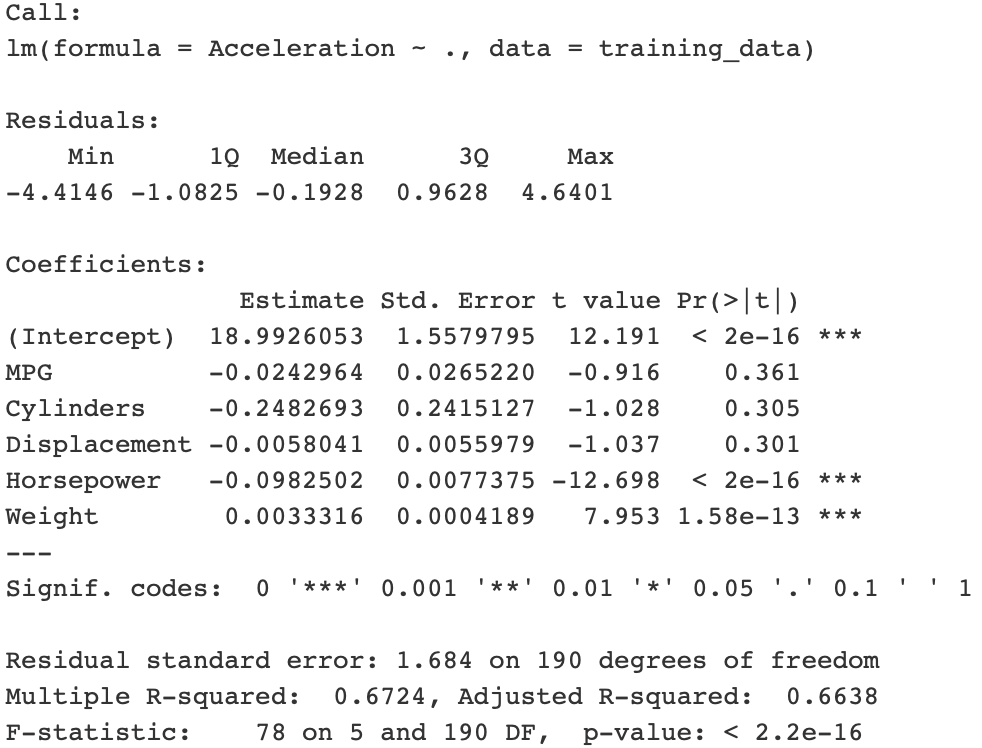 Call:
lm(formula = Acceleration ~ ., data = training_data)
Residuals:
    Min      1Q  Median      3Q     Max
-4.4146 -1.0825 -0.1928  0.9628  4.6401
Coefficients:
               Estimate Std. Error t value Pr(>|t|)
(Intercept)  18.9926053  1.5579795  12.191  < 2e-16 ***
MPG          -0.0242964  0.0265220  -0.916    0.361
Cylinders    -0.2482693  0.2415127  -1.028    0.305
Displacement -0.0058041  0.0055979  -1.037    0.301
Horsepower   -0.0982502  0.0077375 -12.698  < 2e-16 ***
Weight        0.0033316  0.0004189   7.953 1.58e-13 ***
---
Signif. codes:  0 '***' 0.001 '**' 0.01 '*' 0.05 '.' 0.1 ' ' 1
Residual standard error: 1.684 on 190 degrees of freedom
Multiple R-squared:  0.6724, Adjusted R-squared:  0.6638
F-statistic:    78 on 5 and 190 DF,  p-value: < 2.2e-16